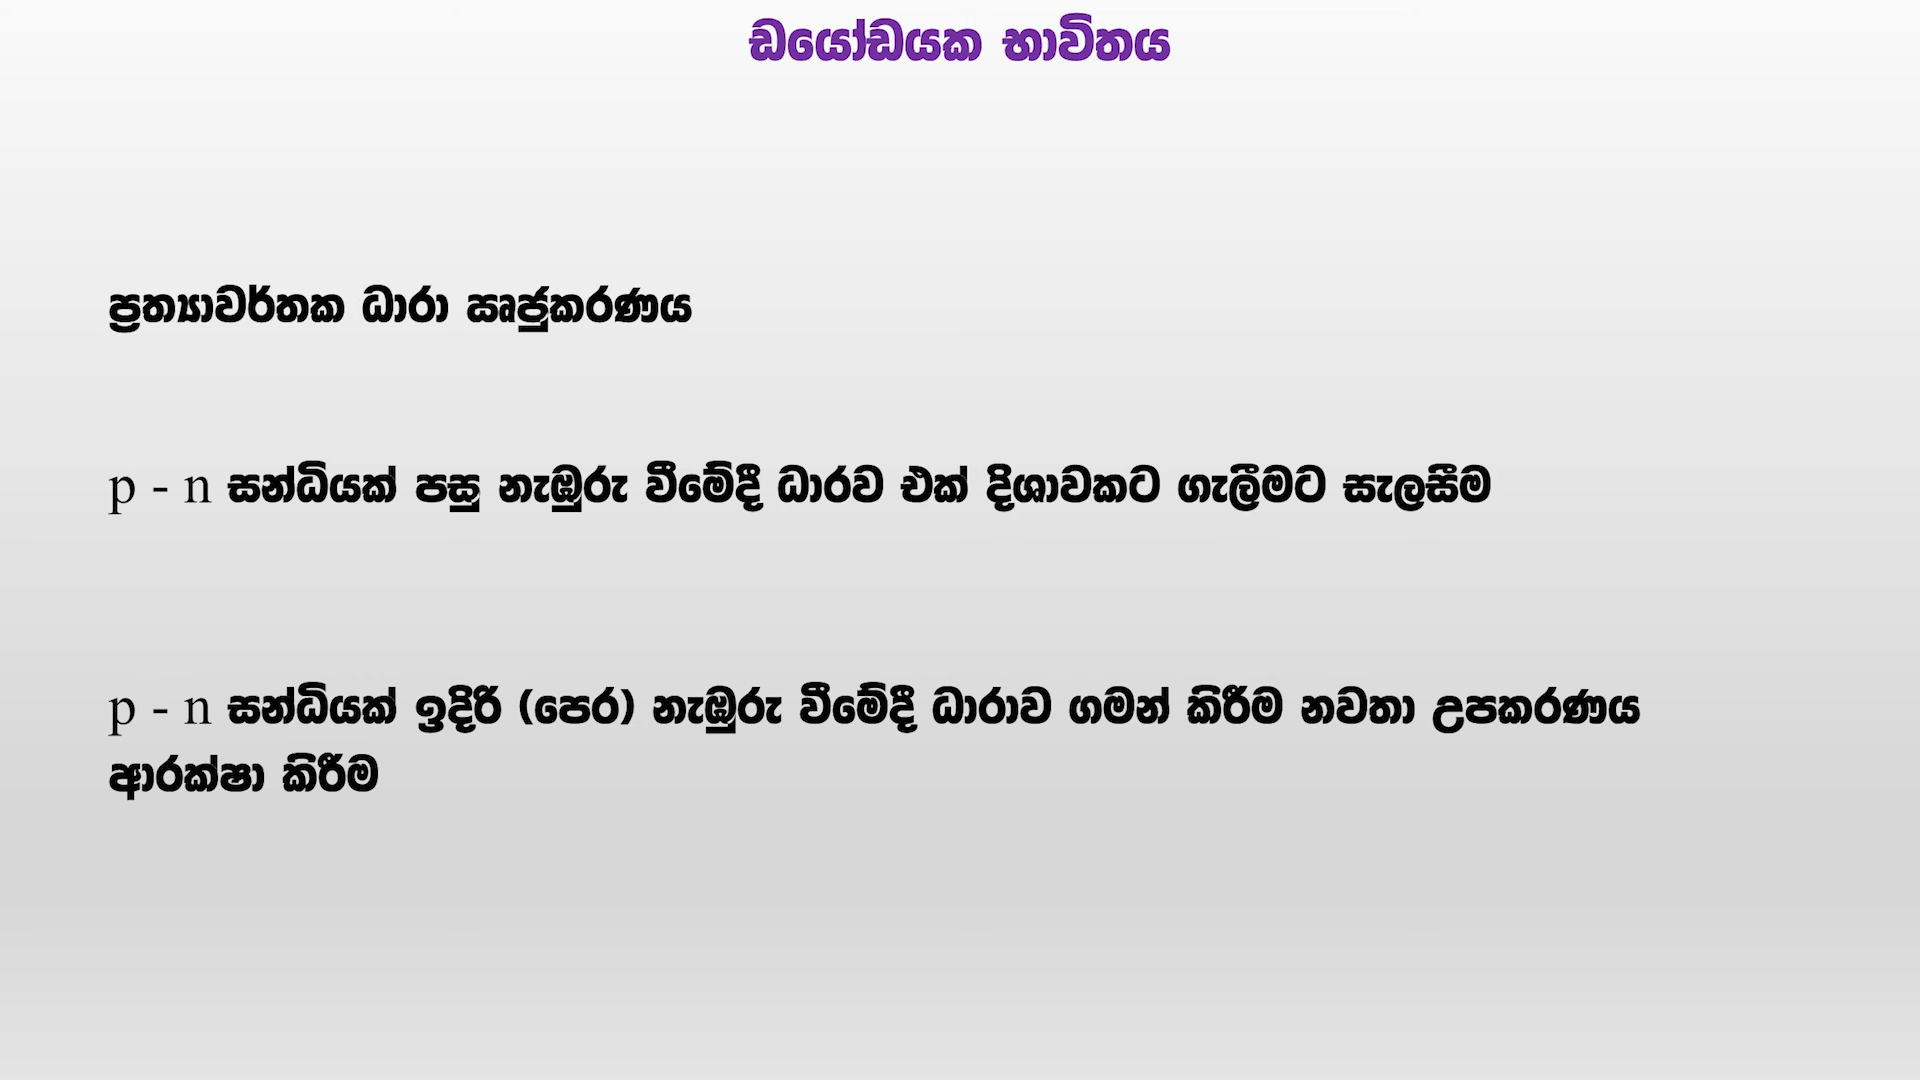 ඩයෝඩයක භාවිතය
ප්‍රත්‍යාවර්තක ධාරා ඍජුකරණය
p - n සන්ධියක් පසු නැඹුරු වීමේදී ධාරව එක් දිශාවකට ගැලීමට සැලසීම
p - n සන්ධියක් ඉදිරි (පෙර) නැඹුරු වීමේදී ධාරාව ගමන් කිරීම නවතා උපකරණය
ආරක්ෂා කිරීම